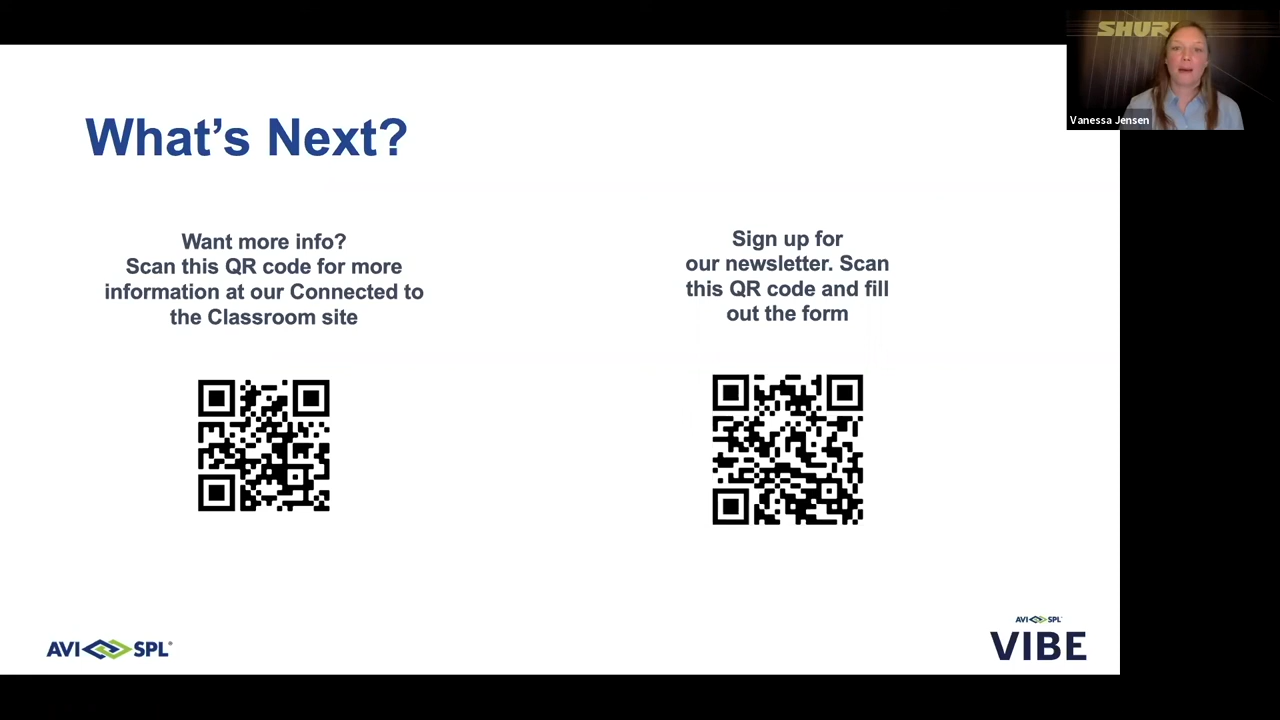 SHURE
Vanessa Jensen
What's Next?
Want more info?
Scan this QR code for more
information at our Connected to
the Classroom site
Sign up for
our newsletter. Scan
this QR code and fill
out the form
AVI SPL®
AVI SPL
VIBE